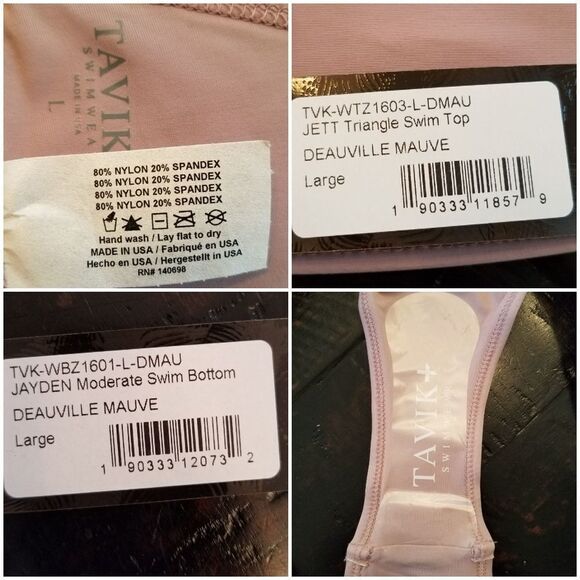 TAVIK+
SWIMWEAR
MADE IN USA
L
80% NYLON 20% SPANDEX
80% NYLON 20% SPANDEX
80% NYLON 20% SPANDEX
80% NYLON 20% SPANDEX
Hand wash / Lay flat to dry
MADE IN USA / Fabriqué en USA
Hecho en USA / Hergestellt in USA
RN# 140698
TVK-WTZ1603-L-DMAU
JETT Triangle Swim Top
DEAUVILLE MAUVE
Large
1 90333 11857 9
TVK-WBZ1601-L-DMAU
JAYDEN Moderate Swim Bottom
DEAUVILLE MAUVE
Large
1 90333 12073 2
TAVIK+